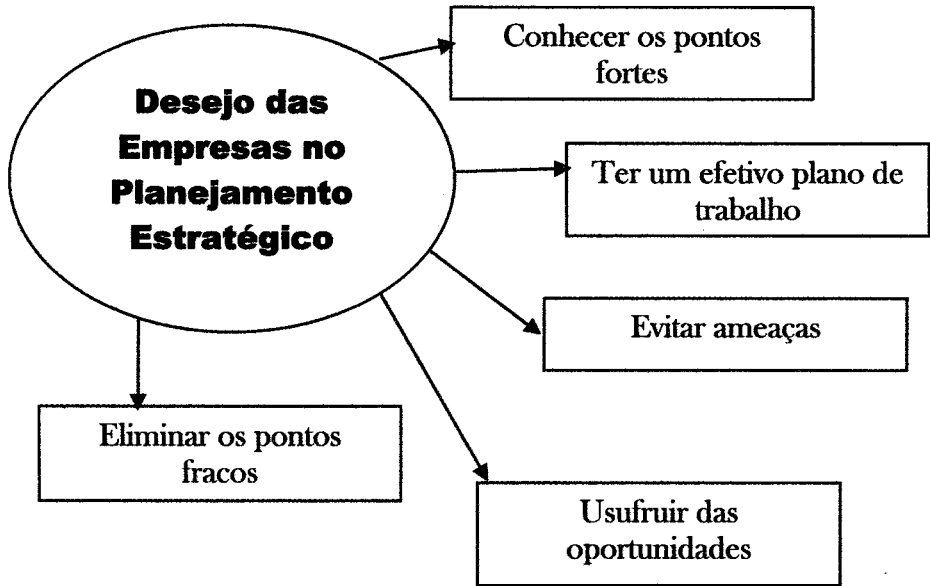 Desejo das
Empresas no
Planejamento
Estratégico
Conhecer os pontos
fortes
Ter um efetivo plano de
trabalho
Evitar ameaças
Usufruir das
oportunidades
Eliminar os pontos
fracos